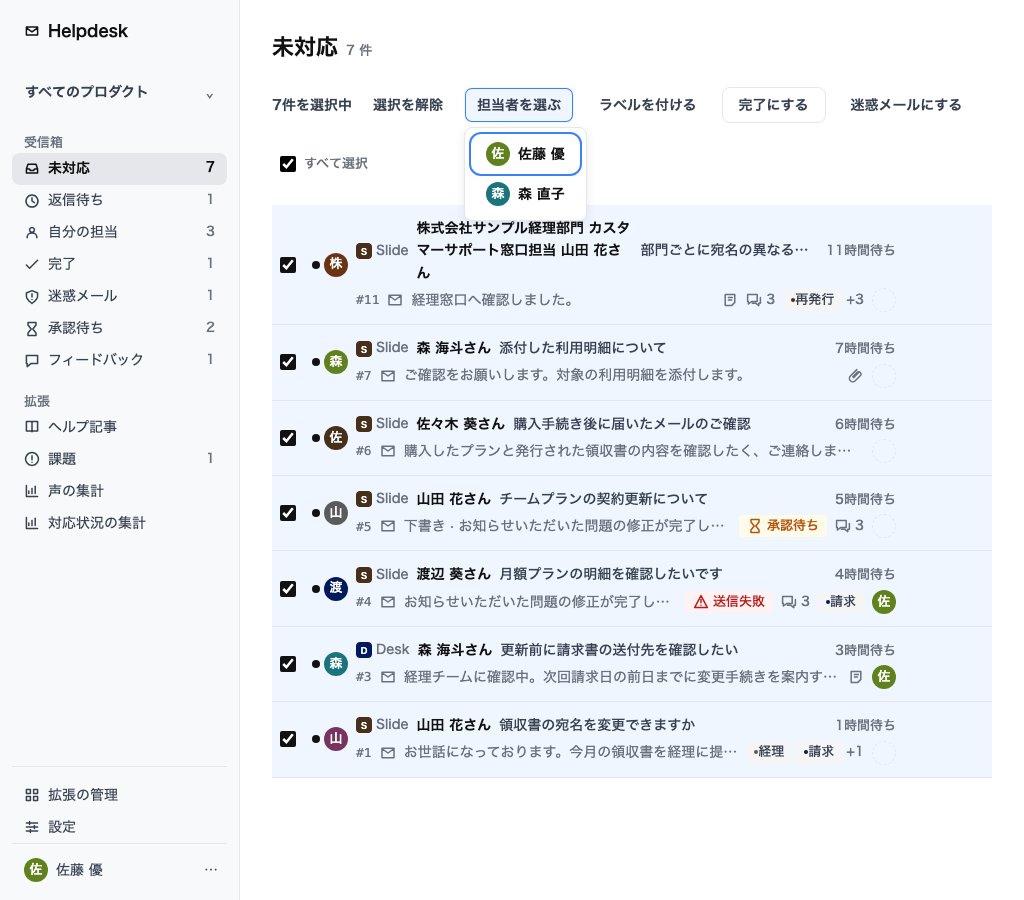 Helpdesk
すべてのプロダクト
受信箱
未対応 7
返信待ち 1
自分の担当 3
完了 1
迷惑メール 1
承認待ち 2
フィードバック 1
拡張
ヘルプ記事
課題 1
声の集計
対応状況の集計
拡張の管理
設定
佐 佐藤 優 ···
未対応 7 件
7件を選択中 選択を解除 担当者を選ぶ ラベルを付ける 完了にする 迷惑メールにする
佐 佐藤 優
森 森 直子
すべて選択
株 S Slide 株式会社サンプル経理部門 カスタ
マーサポート窓口担当 山田 花さ
ん
部門ごとに宛名の異なる… 11時間待ち
#11 経理窓口へ確認しました。 3 •再発行 +3
森 S Slide 森 海斗さん 添付した利用明細について 7時間待ち
#7 ご確認をお願いします。対象の利用明細を添付します。
佐 S Slide 佐々木 葵さん 購入手続き後に届いたメールのご確認 6時間待ち
#6 購入したプランと発行された領収書の内容を確認したく、ご連絡しま…
山 S Slide 山田 花さん チームプランの契約更新について 5時間待ち
#5 下書き · お知らせいただいた問題の修正が完了し… 承認待ち 3
渡 S Slide 渡辺 葵さん 月額プランの明細を確認したいです 4時間待ち
#4 お知らせいただいた問題の修正が完了し… 送信失敗 3 •請求 佐
森 D Desk 森 海斗さん 更新前に請求書の送付先を確認したい 3時間待ち
#3 経理チームに確認中。次回請求日の前日までに変更手続きを案内す… 佐
山 S Slide 山田 花さん 領収書の宛名を変更できますか 1時間待ち
#1 お世話になっております。今月の領収書を経理に提… •経理 •請求 +1